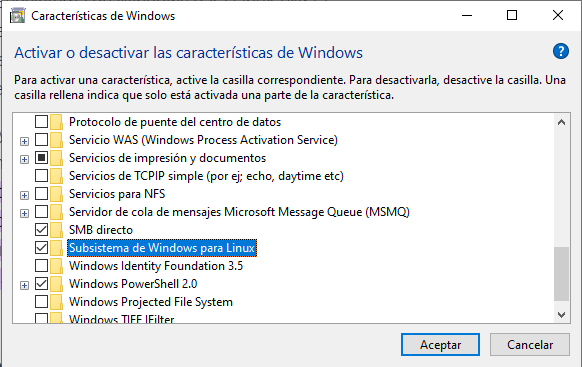 Características de Windows
Activar o desactivar las características de Windows
Para activar una característica, active la casilla correspondiente. Para desactivarla, desactive la casilla. Una
casilla rellena indica que solo está activada una parte de la característica.
Protocolo de puente del centro de datos
Servicio WAS (Windows Process Activation Service)
Servicios de impresión y documentos
Servicios de TCPIP simple (por ej; echo, daytime etc)
Servicios para NFS
Servidor de cola de mensajes Microsoft Message Queue (MSMQ)
SMB directo
Subsistema de Windows para Linux
Windows Identity Foundation 3.5
Windows PowerShell 2.0
Windows Projected File System
Windows TIFF IFilter
Aceptar
Cancelar